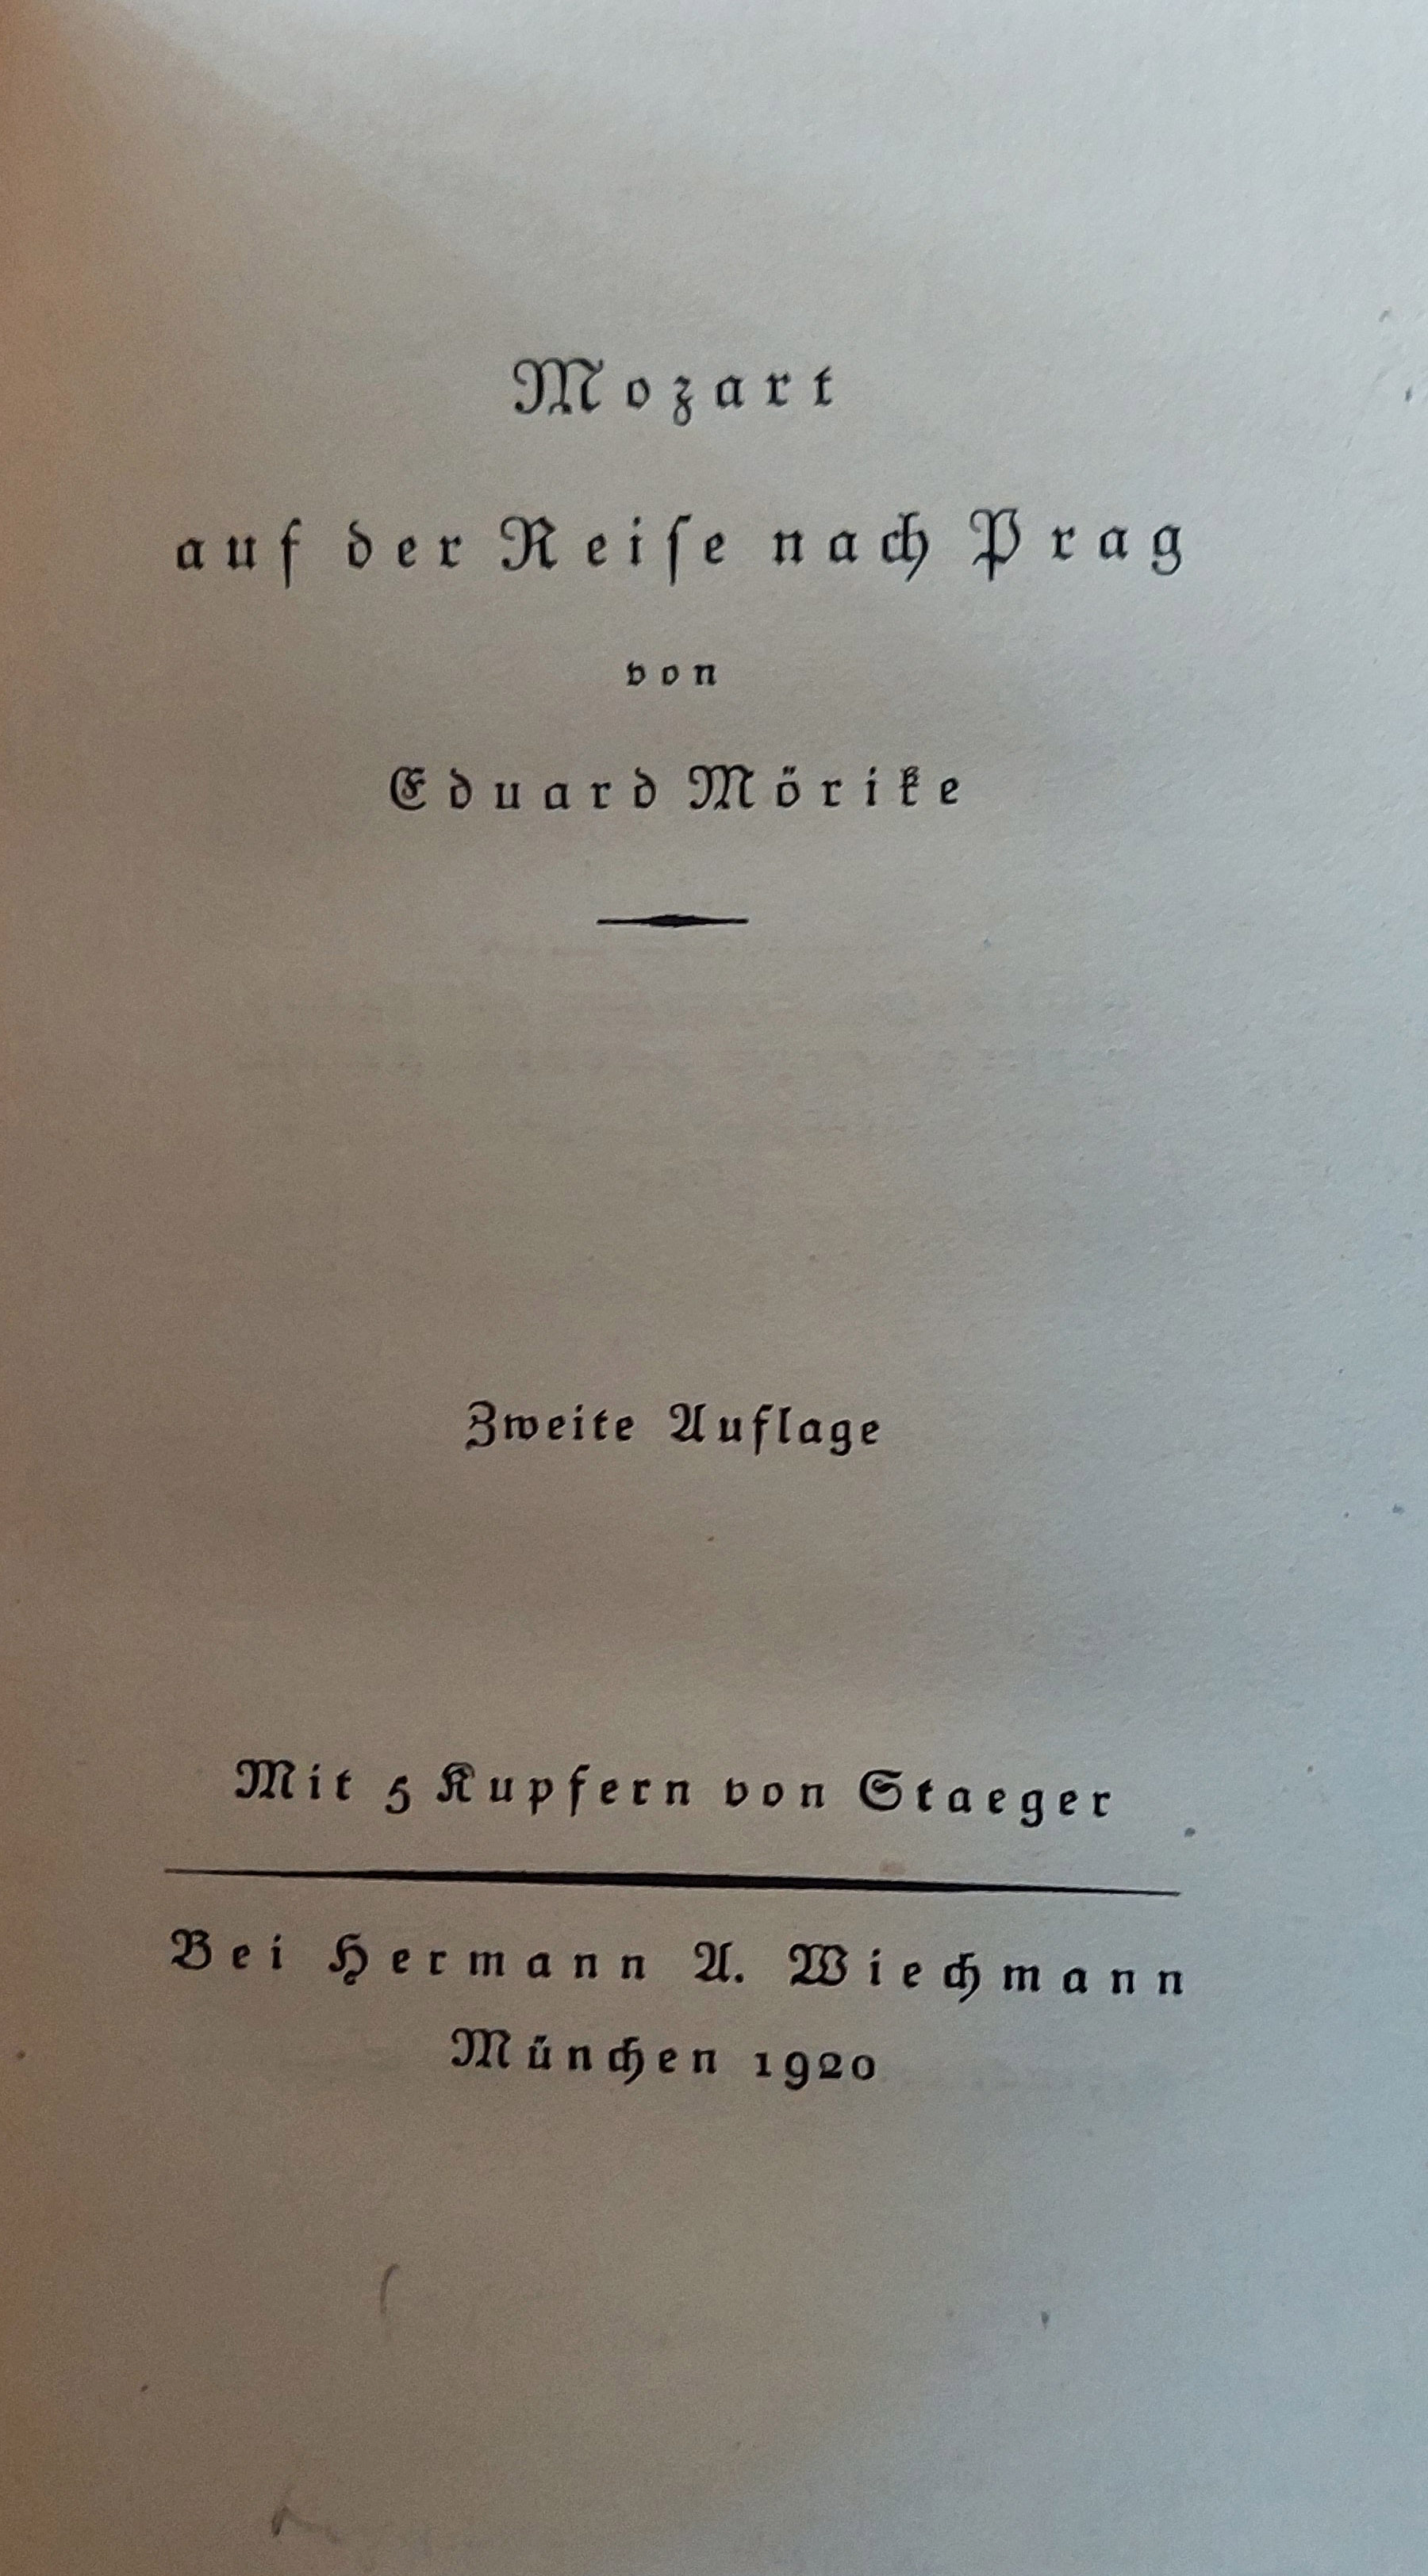 Mozart
auf der Reiſe nach Prag
von
Eduard Mörike
Zweite Auflage
Mit 5 Kupfern von Staeger
Bei Hermann A. Wiechmann
München 1920